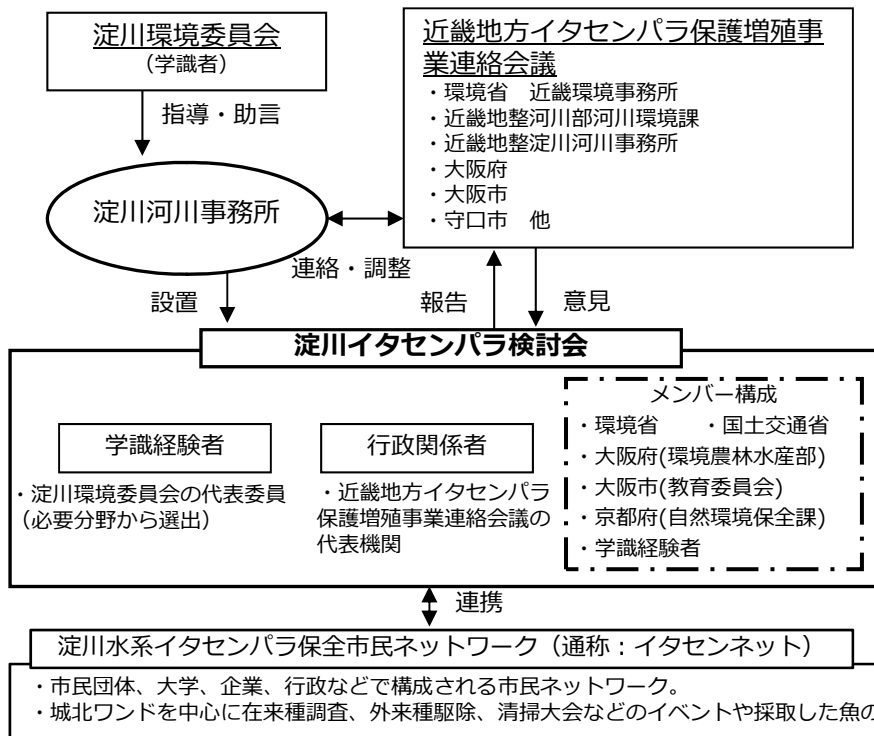 淀川環境委員会
（学識者）
近畿地方イタセンパラ保護増殖事
業連絡会議
・環境省　近畿環境事務所
・近畿地整河川部河川環境課
・近畿地整淀川河川事務所
・大阪府
・大阪市
・守口市　他
指導・助言
淀川河川事務所
連絡・調整
設置
報告
意見
淀川イタセンパラ検討会
学識経験者
・淀川環境委員会の代表委員
（必要分野から選出）
行政関係者
・近畿地方イタセンパラ
保護増殖事業連絡会議の
代表機関
メンバー構成
・環境省　　・国土交通省
・大阪府(環境農林水産部)
・大阪市(教育委員会)
・京都府(自然環境保全課)
・学識経験者
連携
淀川水系イタセンパラ保全市民ネットワーク（通称：イタセンネット）
・市民団体、大学、企業、行政などで構成される市民ネットワーク。
・城北ワンドを中心に在来種調査、外来種駆除、清掃大会などのイベントや採取した魚の